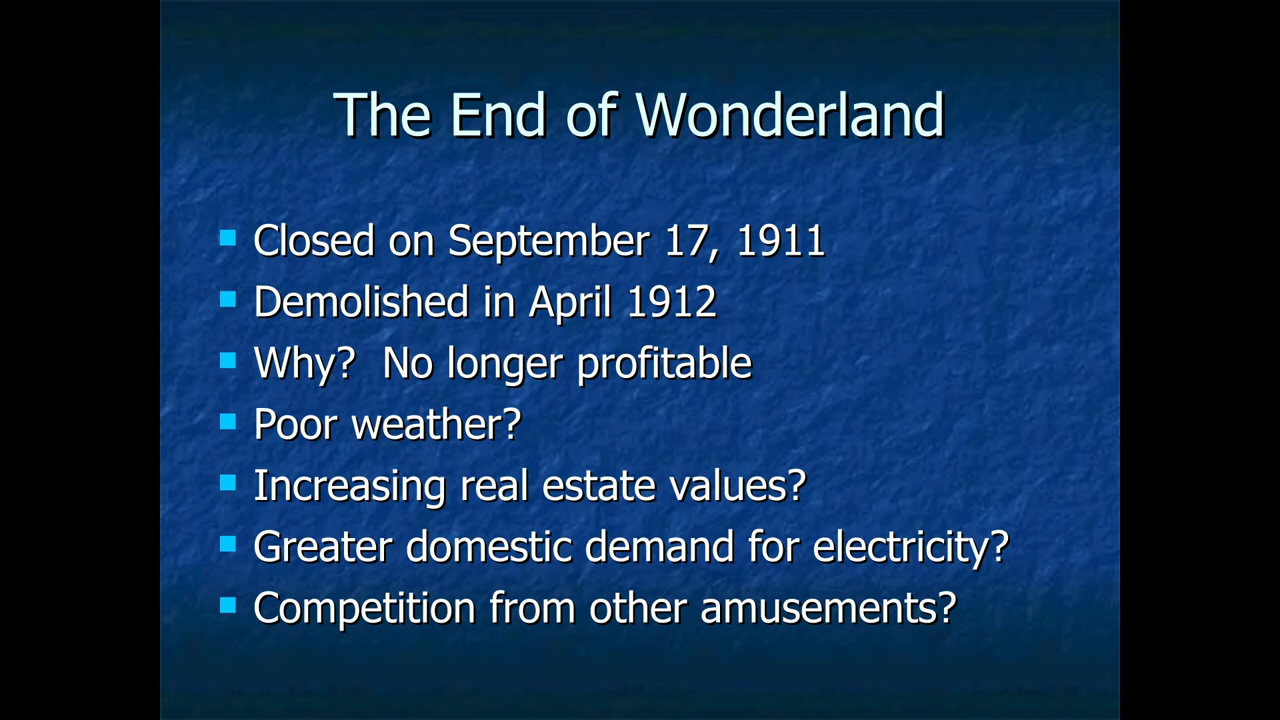 The End of Wonderland
Closed on September 17, 1911
Demolished in April 1912
Why?  No longer profitable
Poor weather?
Increasing real estate values?
Greater domestic demand for electricity?
Competition from other amusements?